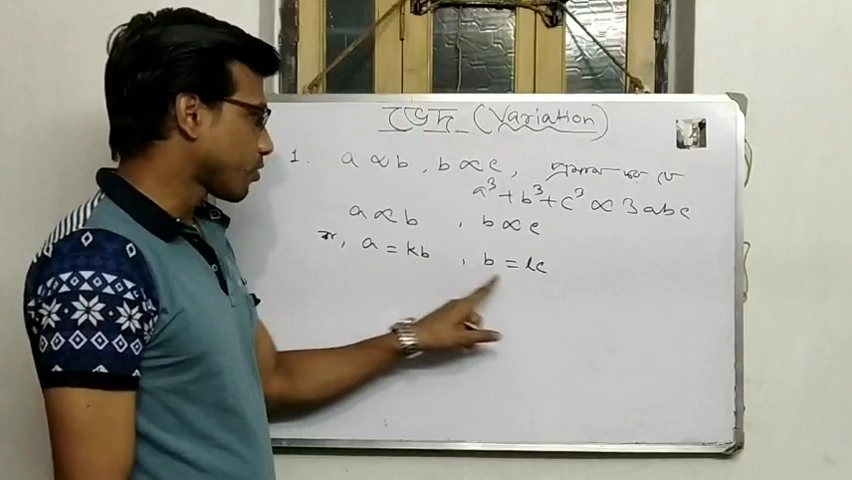 ভেদ (Variation)
1. a ∝ b, b ∝ c, প্রমাণ কর যে
a³ + b³ + c³ ∝ 3abc
a ∝ b , b ∝ c
বা, a = kb , b = lc